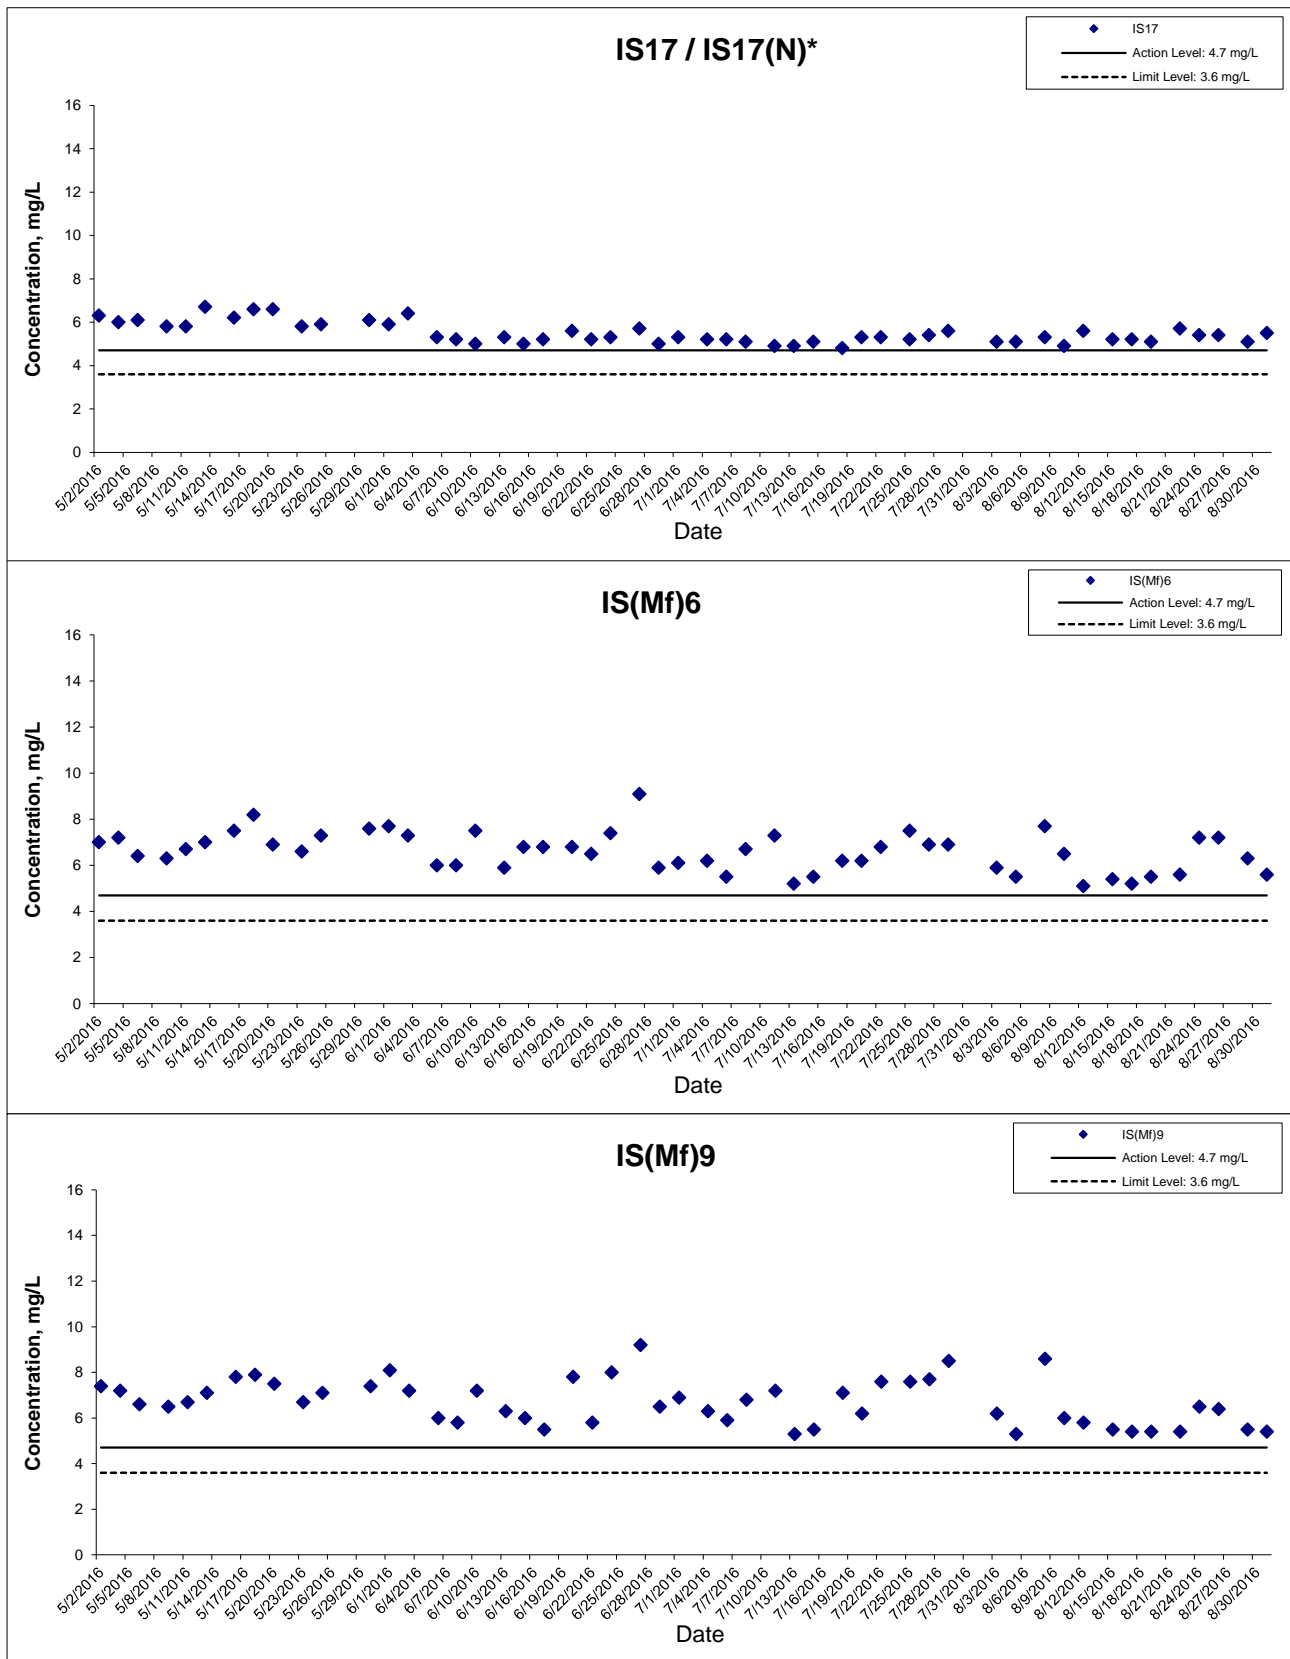 IS17 / IS17(N)*
IS17
Action Level: 4.7 mg/L
Limit Level: 3.6 mg/L
Concentration, mg/L
16
14
12
10
8
6
4
2
0
5/2/2016 5/5/2016 5/8/2016 5/11/2016 5/14/2016 5/17/2016 5/20/2016 5/23/2016 5/26/2016 5/29/2016 6/1/2016 6/4/2016 6/7/2016 6/10/2016 6/13/2016 6/16/2016 6/19/2016 6/22/2016 6/25/2016 6/28/2016 7/1/2016 7/4/2016 7/7/2016 7/10/2016 7/13/2016 7/16/2016 7/19/2016 7/22/2016 7/25/2016 7/28/2016 7/31/2016 8/3/2016 8/6/2016 8/9/2016 8/12/2016 8/15/2016 8/18/2016 8/21/2016 8/24/2016 8/27/2016 8/30/2016
Date
IS(Mf)6
IS(Mf)6
Action Level: 4.7 mg/L
Limit Level: 3.6 mg/L
Concentration, mg/L
16
14
12
10
8
6
4
2
0
5/2/2016 5/5/2016 5/8/2016 5/11/2016 5/14/2016 5/17/2016 5/20/2016 5/23/2016 5/26/2016 5/29/2016 6/1/2016 6/4/2016 6/7/2016 6/10/2016 6/13/2016 6/16/2016 6/19/2016 6/22/2016 6/25/2016 6/28/2016 7/1/2016 7/4/2016 7/7/2016 7/10/2016 7/13/2016 7/16/2016 7/19/2016 7/22/2016 7/25/2016 7/28/2016 7/31/2016 8/3/2016 8/6/2016 8/9/2016 8/12/2016 8/15/2016 8/18/2016 8/21/2016 8/24/2016 8/27/2016 8/30/2016
Date
IS(Mf)9
IS(Mf)9
Action Level: 4.7 mg/L
Limit Level: 3.6 mg/L
Concentration, mg/L
16
14
12
10
8
6
4
2
0
5/2/2016 5/5/2016 5/8/2016 5/11/2016 5/14/2016 5/17/2016 5/20/2016 5/23/2016 5/26/2016 5/29/2016 6/1/2016 6/4/2016 6/7/2016 6/10/2016 6/13/2016 6/16/2016 6/19/2016 6/22/2016 6/25/2016 6/28/2016 7/1/2016 7/4/2016 7/7/2016 7/10/2016 7/13/2016 7/16/2016 7/19/2016 7/22/2016 7/25/2016 7/28/2016 7/31/2016 8/3/2016 8/6/2016 8/9/2016 8/12/2016 8/15/2016 8/18/2016 8/21/2016 8/24/2016 8/27/2016 8/30/2016
Date